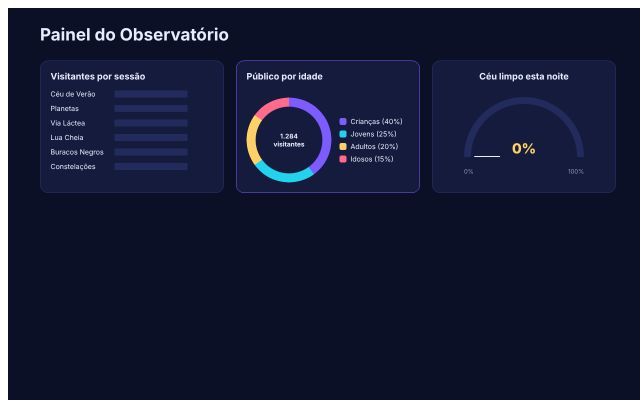 Painel do Observatório
Visitantes por sessão
Céu de Verão
Planetas
Via Láctea
Lua Cheia
Buracos Negros
Constelações
Público por idade
1.284
visitantes
Crianças (40%)
Jovens (25%)
Adultos (20%)
Idosos (15%)
Céu limpo esta noite
0%
0%
100%